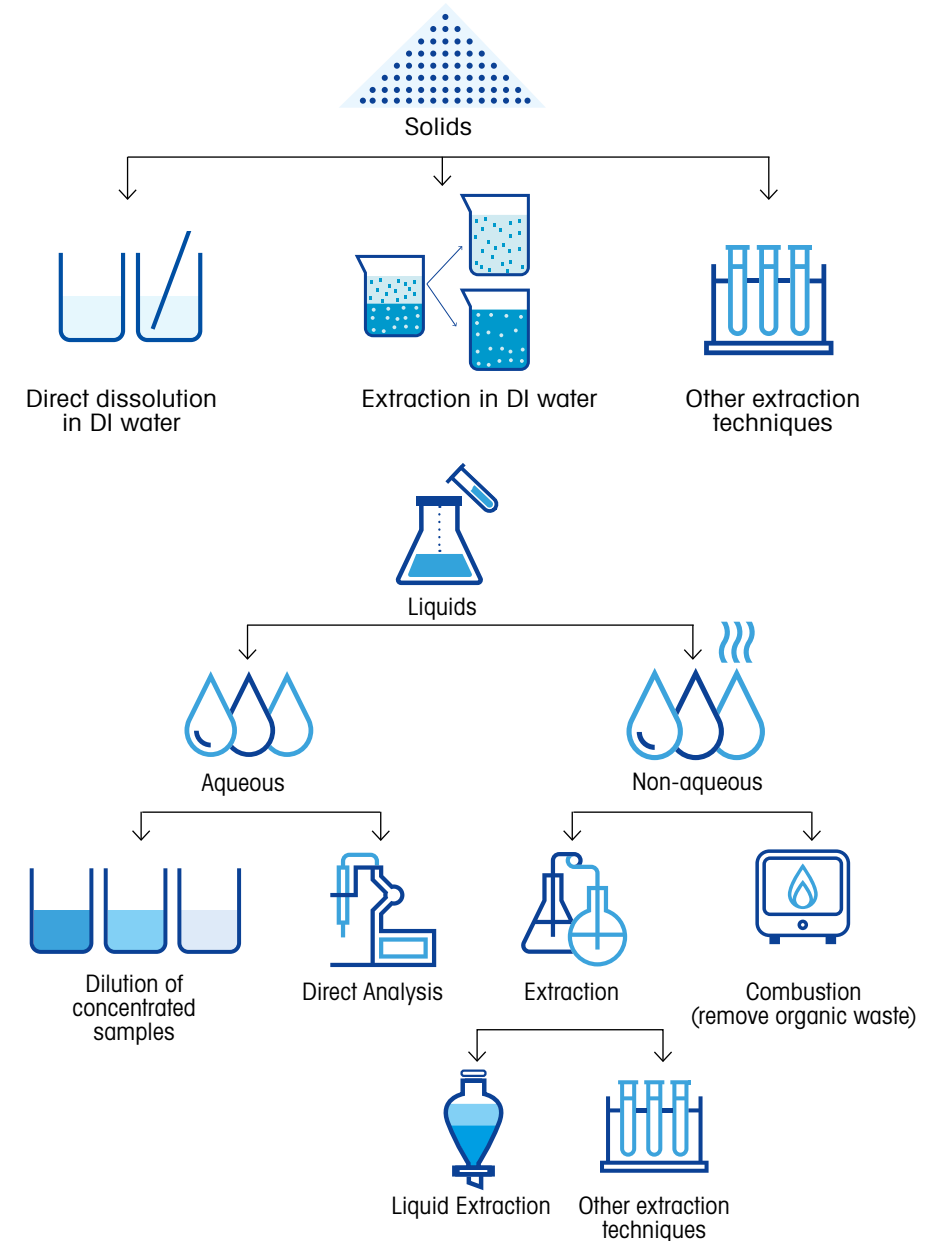 Solids
Direct dissolution
in DI water
Extraction in DI water
Other extraction
techniques
Liquids
Aqueous
Non-aqueous
Dilution of
concentrated
samples
Direct Analysis
Extraction
Combustion
(remove organic waste)
Liquid Extraction
Other extraction
techniques